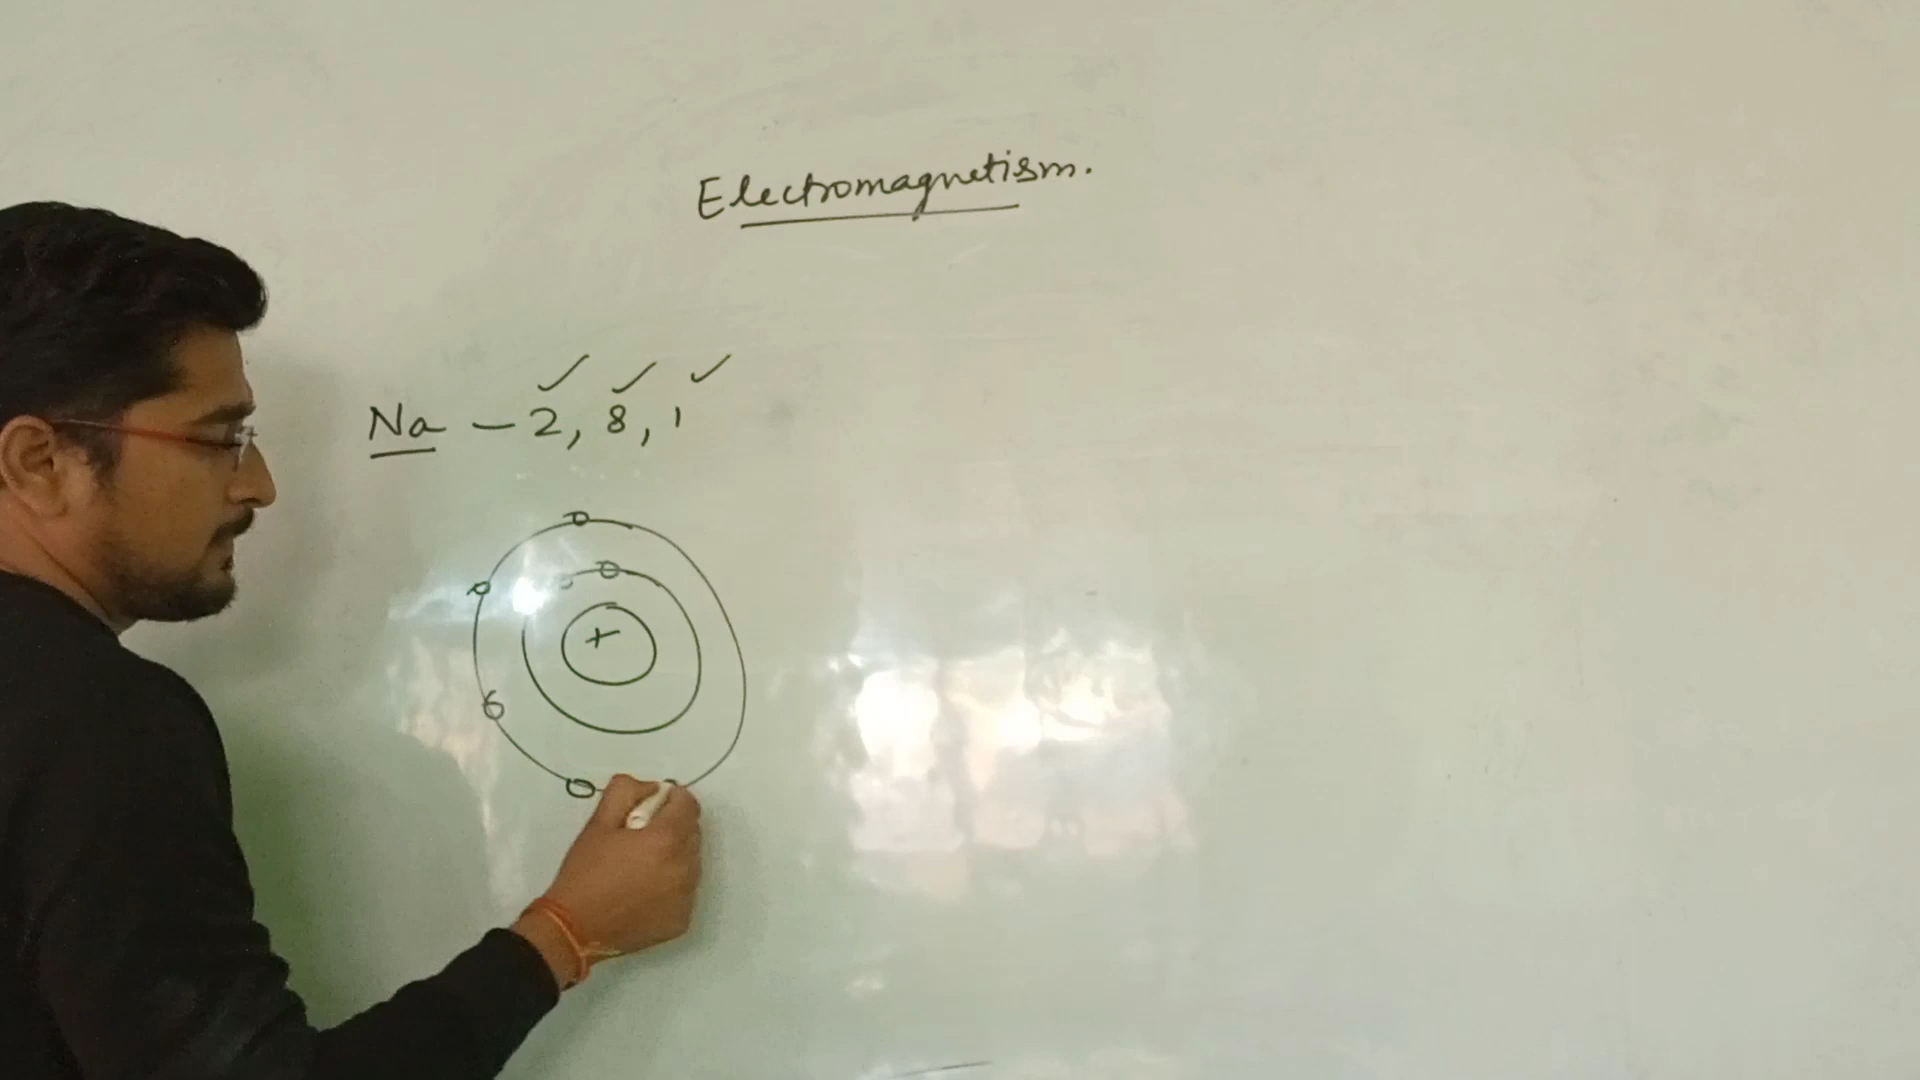 Electromagnetism.
Na - 2, 8, 1
+